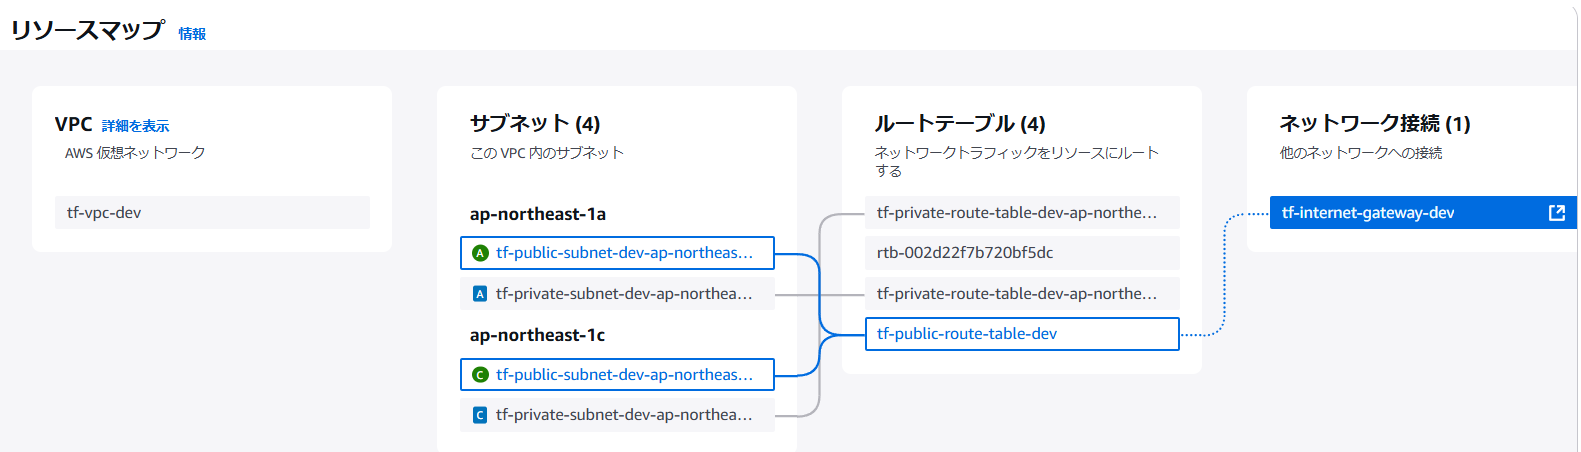 リソースマップ 情報
VPC 詳細を表示
AWS 仮想ネットワーク
tf-vpc-dev
サブネット (4)
この VPC 内のサブネット
ap-northeast-1a
A tf-public-subnet-dev-ap-northeas...
A tf-private-subnet-dev-ap-northea...
ap-northeast-1c
C tf-public-subnet-dev-ap-northeas...
C tf-private-subnet-dev-ap-northea...
ルートテーブル (4)
ネットワークトラフィックをリソースにルート
する
tf-private-route-table-dev-ap-northe...
rtb-002d22f7b720bf5dc
tf-private-route-table-dev-ap-northe...
tf-public-route-table-dev
ネットワーク接続 (1)
他のネットワークへの接続
tf-internet-gateway-dev